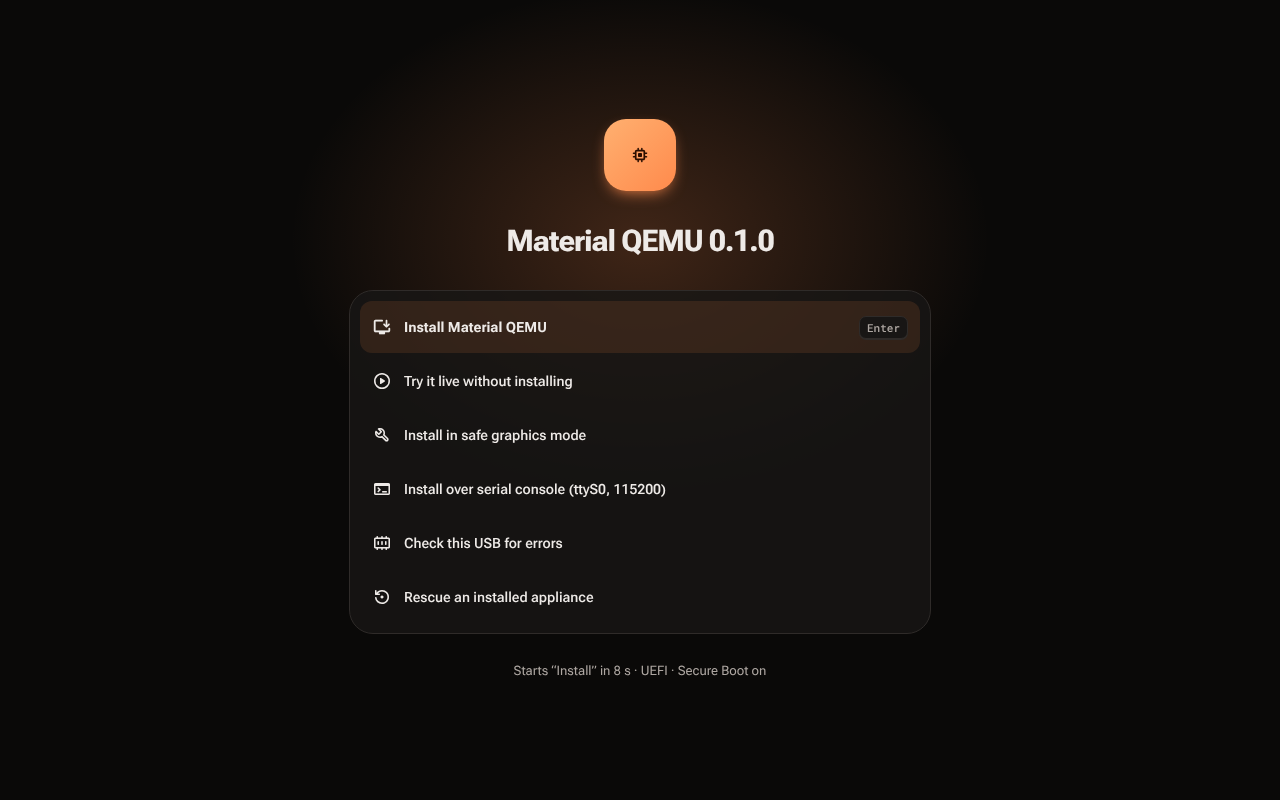 Material QEMU 0.1.0
Install Material QEMU Enter
Try it live without installing
Install in safe graphics mode
Install over serial console (ttyS0, 115200)
Check this USB for errors
Rescue an installed appliance
Starts “Install” in 8 s · UEFI · Secure Boot on